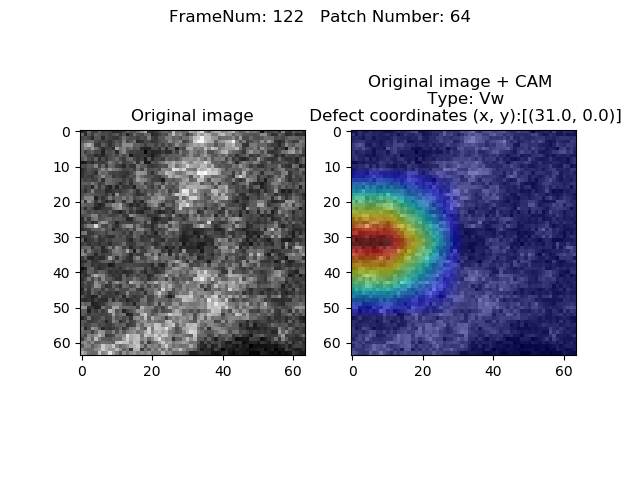 FrameNum: 122   Patch Number: 64
Original image
0
10
20
30
40
50
60
0 20 40 60
Original image + CAM
Type: Vw
Defect coordinates (x, y):[(31.0, 0.0)]
0
10
20
30
40
50
60
0 20 40 60